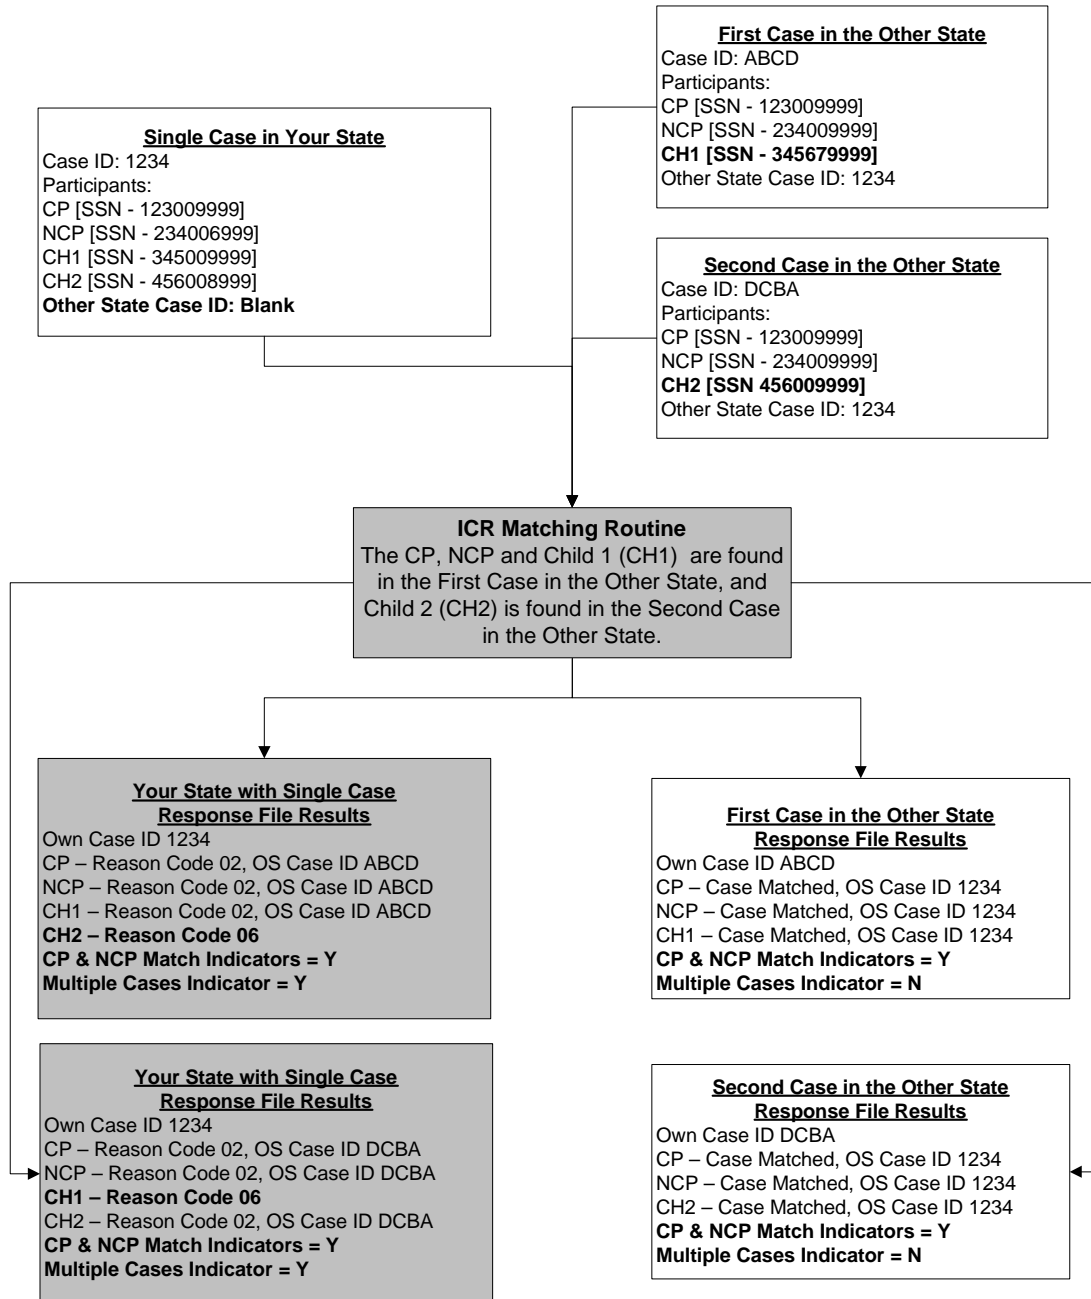 First Case in the Other State
Case ID: ABCD
Participants:
CP [SSN - 123009999]
NCP [SSN - 234009999]
CH1 [SSN - 345679999]
Other State Case ID: 1234
Single Case in Your State
Case ID: 1234
Participants:
CP [SSN - 123009999]
NCP [SSN - 234006999]
CH1 [SSN - 345009999]
CH2 [SSN - 456008999]
Other State Case ID: Blank
Second Case in the Other State
Case ID: DCBA
Participants:
CP [SSN - 123009999]
NCP [SSN - 234009999]
CH2 [SSN 456009999]
Other State Case ID: 1234
ICR Matching Routine
The CP, NCP and Child 1 (CH1) are found
in the First Case in the Other State, and
Child 2 (CH2) is found in the Second Case
in the Other State.
Your State with Single Case
Response File Results
Own Case ID 1234
CP – Reason Code 02, OS Case ID ABCD
NCP – Reason Code 02, OS Case ID ABCD
CH1 – Reason Code 02, OS Case ID ABCD
CH2 – Reason Code 06
CP & NCP Match Indicators = Y
Multiple Cases Indicator = Y
First Case in the Other State
Response File Results
Own Case ID ABCD
CP – Case Matched, OS Case ID 1234
NCP – Case Matched, OS Case ID 1234
CH1 – Case Matched, OS Case ID 1234
CP & NCP Match Indicators = Y
Multiple Cases Indicator = N
Your State with Single Case
Response File Results
Own Case ID 1234
CP – Reason Code 02, OS Case ID DCBA
NCP – Reason Code 02, OS Case ID DCBA
CH1 – Reason Code 06
CH2 – Reason Code 02, OS Case ID DCBA
CP & NCP Match Indicators = Y
Multiple Cases Indicator = Y
Second Case in the Other State
Response File Results
Own Case ID DCBA
CP – Case Matched, OS Case ID 1234
NCP – Case Matched, OS Case ID 1234
CH2 – Case Matched, OS Case ID 1234
CP & NCP Match Indicators = Y
Multiple Cases Indicator = N